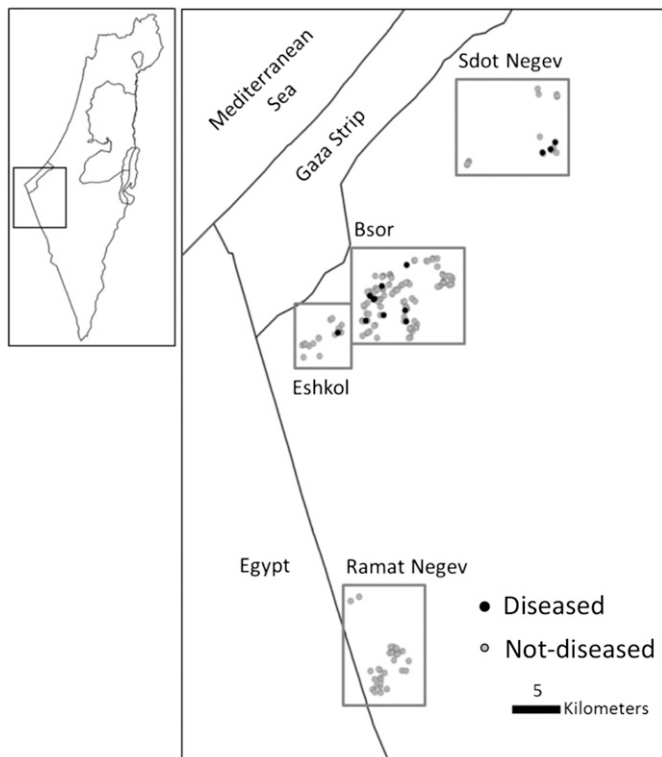 Mediterranean
Sea
Gaza Strip
Sdot Negev
Bsor
Eshkol
Egypt
Ramat Negev
Diseased
Not-diseased
5
Kilometers